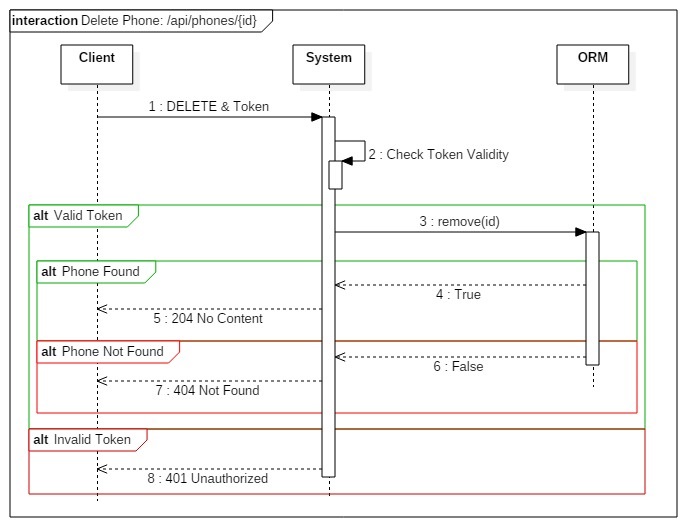 interaction Delete Phone: /api/phones/{id}
Client
System
ORM
1 : DELETE & Token
2 : Check Token Validity
alt Valid Token
3 : remove(id)
alt Phone Found
4 : True
5 : 204 No Content
alt Phone Not Found
6 : False
7 : 404 Not Found
alt Invalid Token
8 : 401 Unauthorized